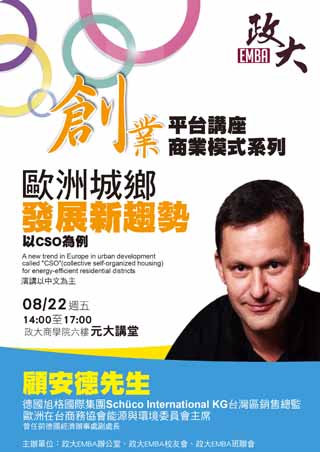 政大
EMBA
創業
平台講座
商業模式系列
歐洲城鄉
發展新趨勢
以CSO為例
A new trend in Europe in urban development
called "CSO"(collective self-organized housing)
for energy-efficient residential districts
演講以中文為主
08/22 週五
14:00至17:00
政大商學院六樓 元大講堂
顧安德先生
德國旭格國際集團Schüco International KG台灣區銷售總監
歐洲在台商務協會能源與環境委員會主席
曾任前德國經濟辦事處副處長
主辦單位：政大EMBA辦公室、政大EMBA校友會、政大EMBA班聯會